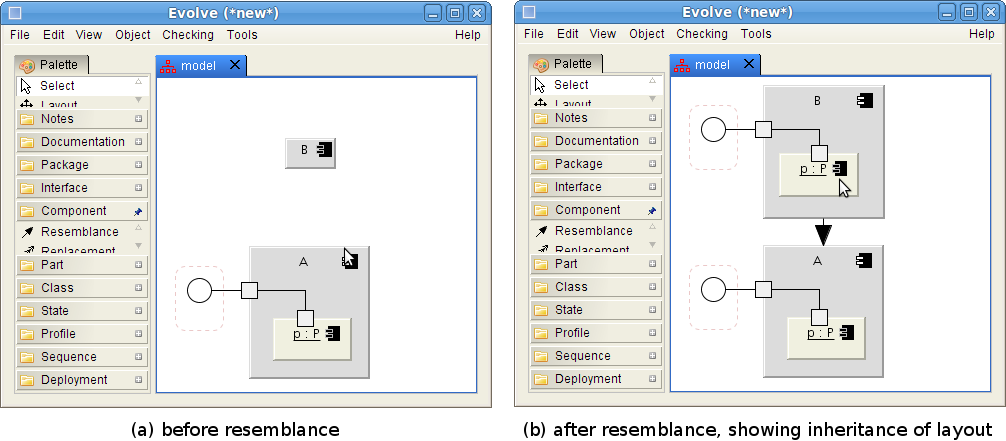 Evolve (*new*)
File Edit View Object Checking Tools Help
Palette
model
Select
Layout
Notes
Documentation
Package
Interface
Component
Resemblance
Replacement
Part
Class
State
Profile
Sequence
Deployment
B
A
p : P
(a) before resemblance
Evolve (*new*)
File Edit View Object Checking Tools Help
Palette
model
Select
Layout
Notes
Documentation
Package
Interface
Component
Resemblance
Replacement
Part
Class
State
Profile
Sequence
Deployment
B
p : P
A
p : P
(b) after resemblance, showing inheritance of layout